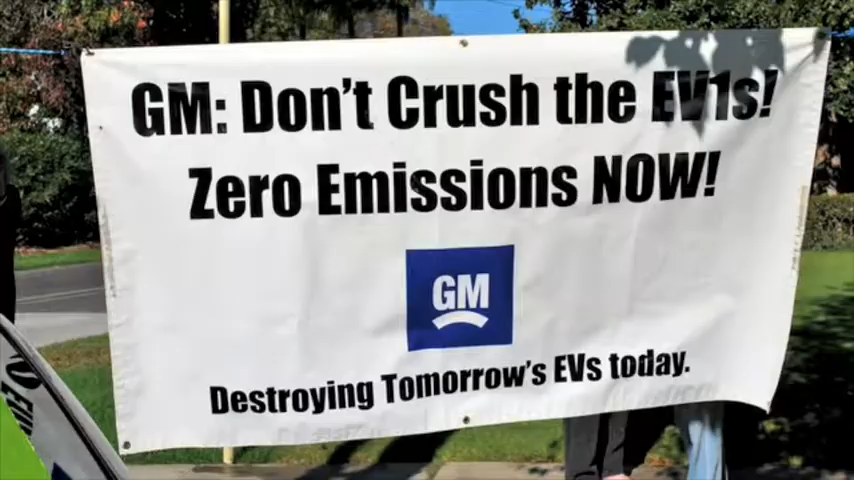 GM: Don't Crush the EV1s!
Zero Emissions NOW!
GM
Destroying Tomorrow's EVs today.